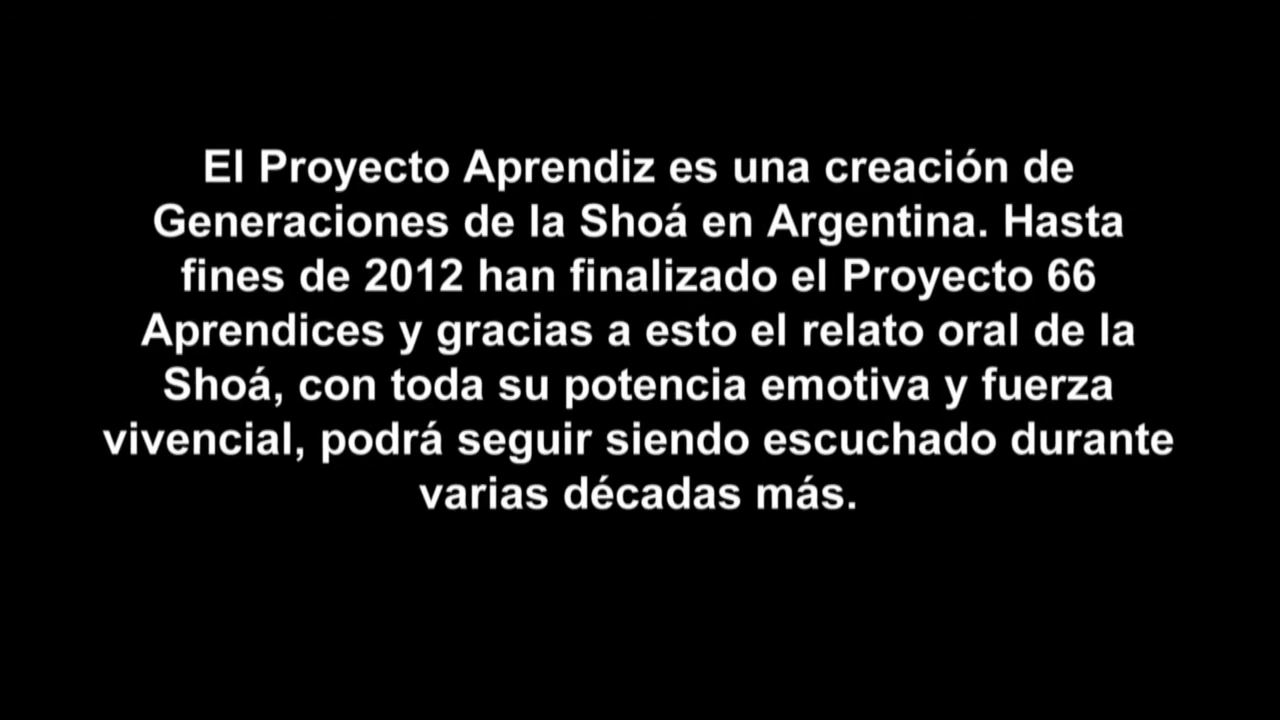 El Proyecto Aprendiz es una creación de
Generaciones de la Shoá en Argentina. Hasta
fines de 2012 han finalizado el Proyecto 66
Aprendices y gracias a esto el relato oral de la
Shoá, con toda su potencia emotiva y fuerza
vivencial, podrá seguir siendo escuchado durante
varias décadas más.